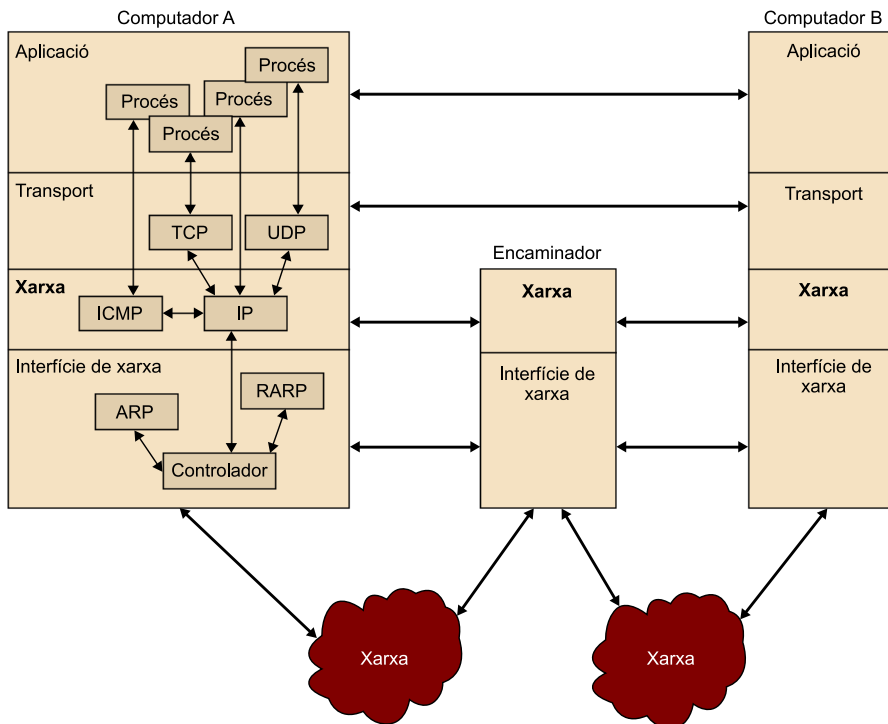 Computador A
Computador B
Aplicació
Procés
Procés
Procés
Procés
Aplicació
Transport
TCP
UDP
Transport
Encaminador
Xarxa
ICMP
IP
Xarxa
Xarxa
Interfície de xarxa
ARP
RARP
Controlador
Interfície de
xarxa
Interfície de
xarxa
Xarxa
Xarxa